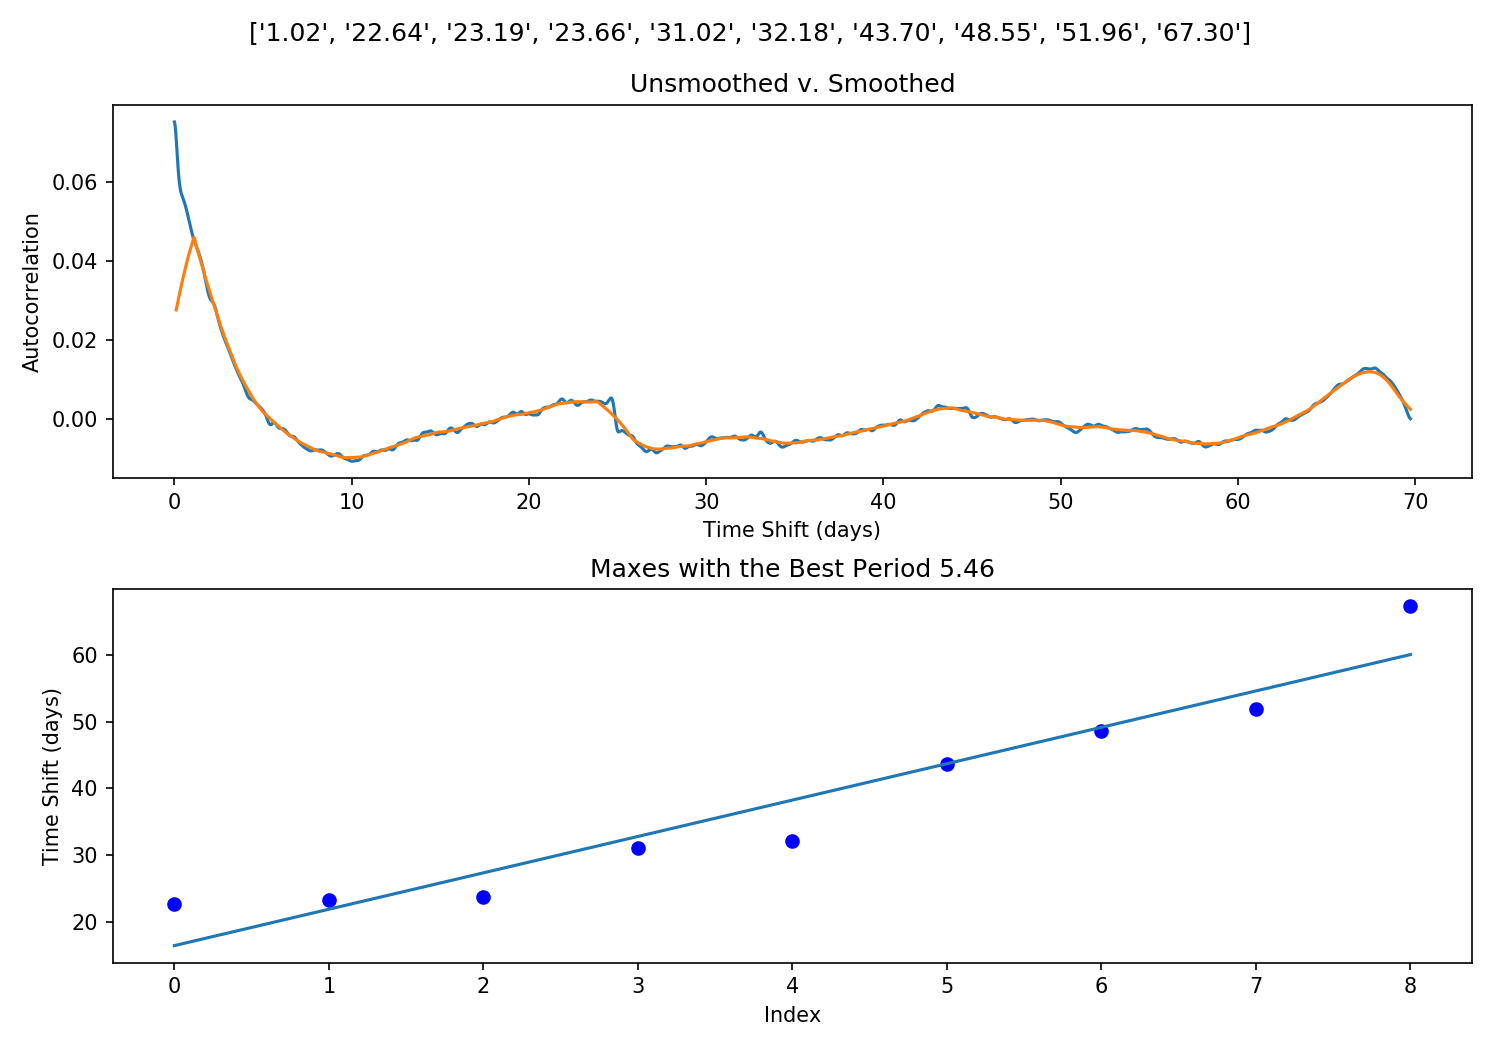 ['1.02', '22.64', '23.19', '23.66', '31.02', '32.18', '43.70', '48.55', '51.96', '67.30']
Unsmoothed v. Smoothed
Autocorrelation
0.06
0.04
0.02
0.00
0 10 20 30 40 50 60 70
Time Shift (days)
Maxes with the Best Period 5.46
Time Shift (days)
60
50
40
30
20
0 1 2 3 4 5 6 7 8
Index